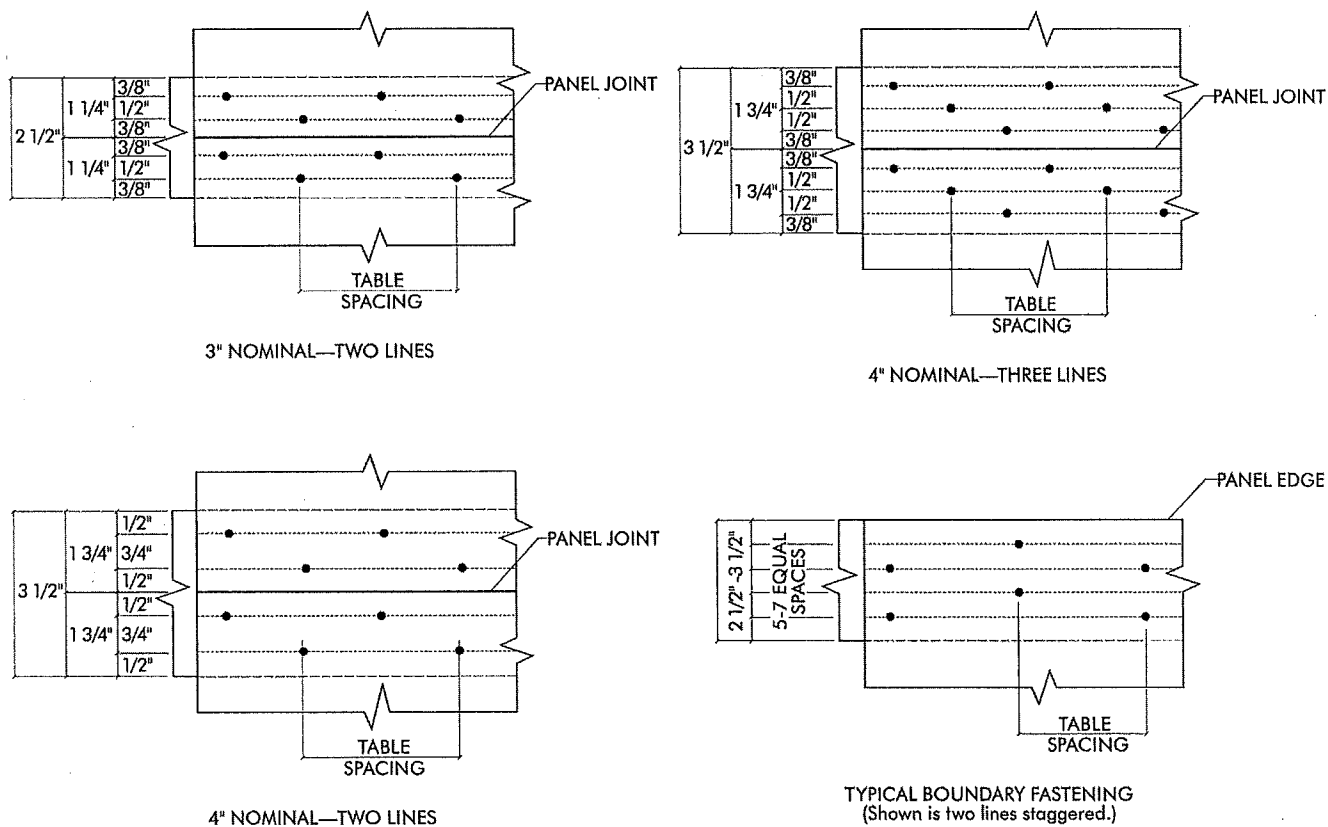 2 1/2"
1 1/4"
1 1/4"
3/8"
1/2"
3/8"
3/8"
1/2"
3/8"
PANEL JOINT
TABLE
SPACING
3" NOMINAL—TWO LINES
3 1/2"
1 3/4"
1 3/4"
3/8"
1/2"
1/2"
3/8"
3/8"
1/2"
1/2"
3/8"
PANEL JOINT
TABLE
SPACING
4" NOMINAL—THREE LINES
3 1/2"
1 3/4"
1 3/4"
1/2"
3/4"
1/2"
1/2"
3/4"
1/2"
PANEL JOINT
TABLE
SPACING
4" NOMINAL—TWO LINES
2 1/2" -3 1/2"
5-7 EQUAL
SPACES
PANEL EDGE
TABLE
SPACING
TYPICAL BOUNDARY FASTENING
(Shown is two lines staggered.)